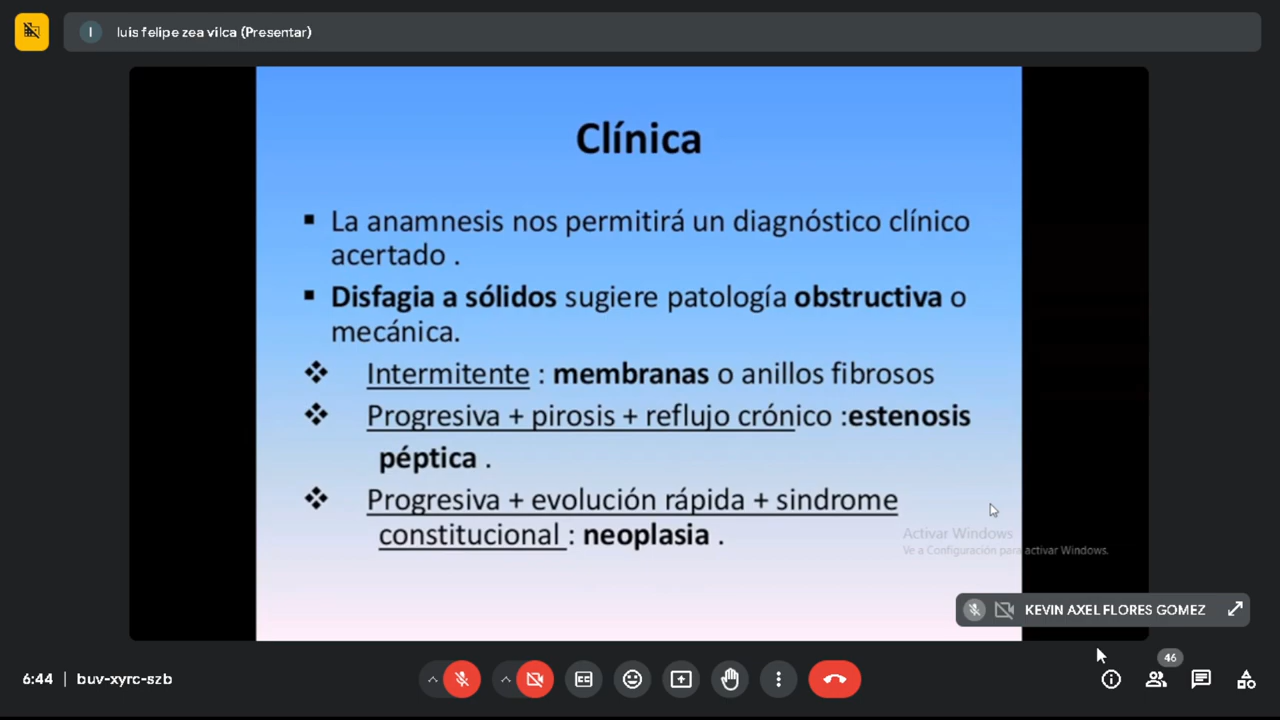 I luis felipe zea vilca (Presentar)
Clínica
La anamnesis nos permitirá un diagnóstico clínico
acertado .
Disfagia a sólidos sugiere patología obstructiva o
mecánica.
Intermitente : membranas o anillos fibrosos
Progresiva + pirosis + reflujo crónico :estenosis
péptica .
Progresiva + evolución rápida + sindrome
constitucional : neoplasia .
Activar Windows
Ve a Configuración para activar Windows.
KEVIN AXEL FLORES GOMEZ
6:44 | buv-xyrc-szb
46